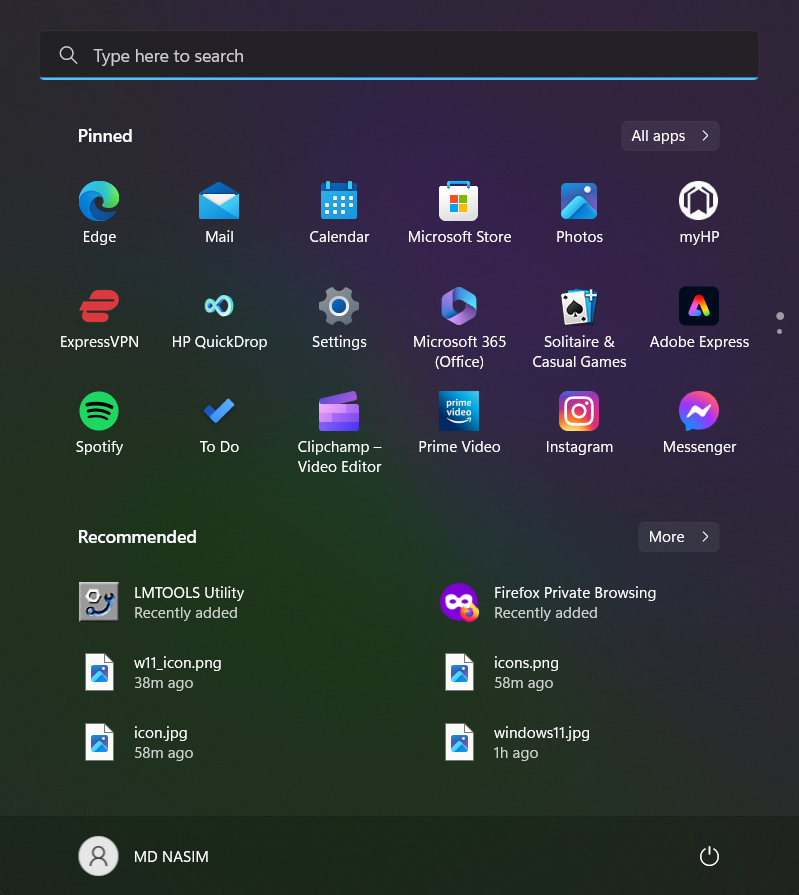 Type here to search
Pinned
All apps
Edge
Mail
Calendar
Microsoft Store
Photos
myHP
ExpressVPN
HP QuickDrop
Settings
Microsoft 365
(Office)
Solitaire &
Casual Games
Adobe Express
prime
video
Spotify
To Do
Clipchamp –
Video Editor
Prime Video
Instagram
Messenger
Recommended
More
LMTOOLS Utility
Recently added
Firefox Private Browsing
Recently added
w11_icon.png
38m ago
icons.png
58m ago
icon.jpg
58m ago
windows11.jpg
1h ago
MD NASIM